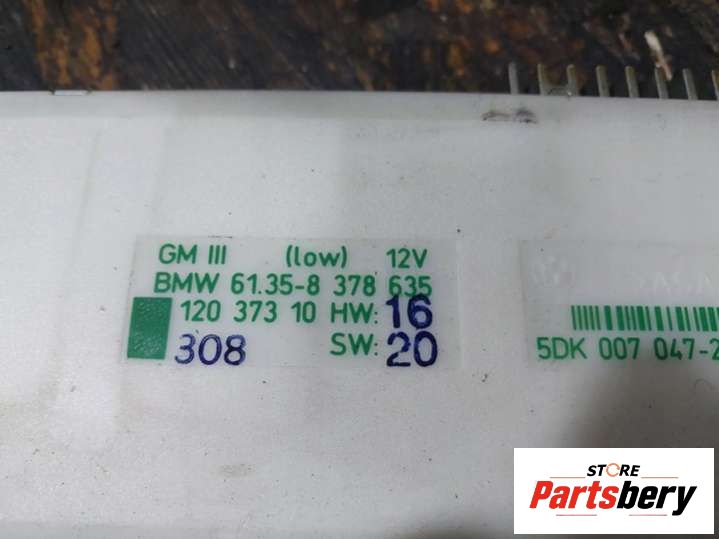 GM III (low) 12V
BMW 61.35-8 378 635
120 373 10 HW: 16
308 SW: 20
5DK 007 047-2
STORE
Partsbery